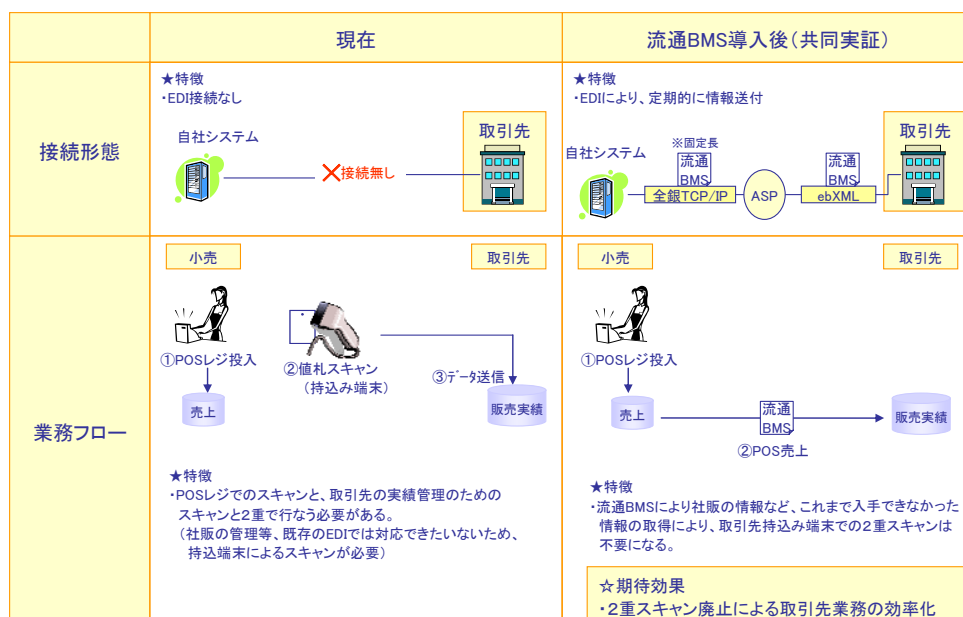 現在
流通BMS導入後（共同実証）
接続形態
★特徴
・EDI接続なし
自社システム
×接続無し
取引先
★特徴
・EDIにより、定期的に情報送付
自社システム
※固定長
流通
BMS
全銀TCP/IP
ASP
流通
BMS
ebXML
取引先
業務フロー
小売
取引先
①POSレジ投入
売上
②値札スキャン
（持込み端末）
③ﾃﾞｰﾀ送信
販売実績
★特徴
・POSレジでのスキャンと、取引先の実績管理のための
スキャンと2重で行なう必要がある。
（社販の管理等、既存のEDIでは対応できたいないため、
持込端末によるスキャンが必要）
小売
取引先
①POSレジ投入
売上
流通
BMS
②POS売上
販売実績
★特徴
・流通BMSにより社販の情報など、これまで入手できなかった
情報の取得により、取引先持込み端末での２重スキャンは
不要になる。
☆期待効果
・２重スキャン廃止による取引先業務の効率化